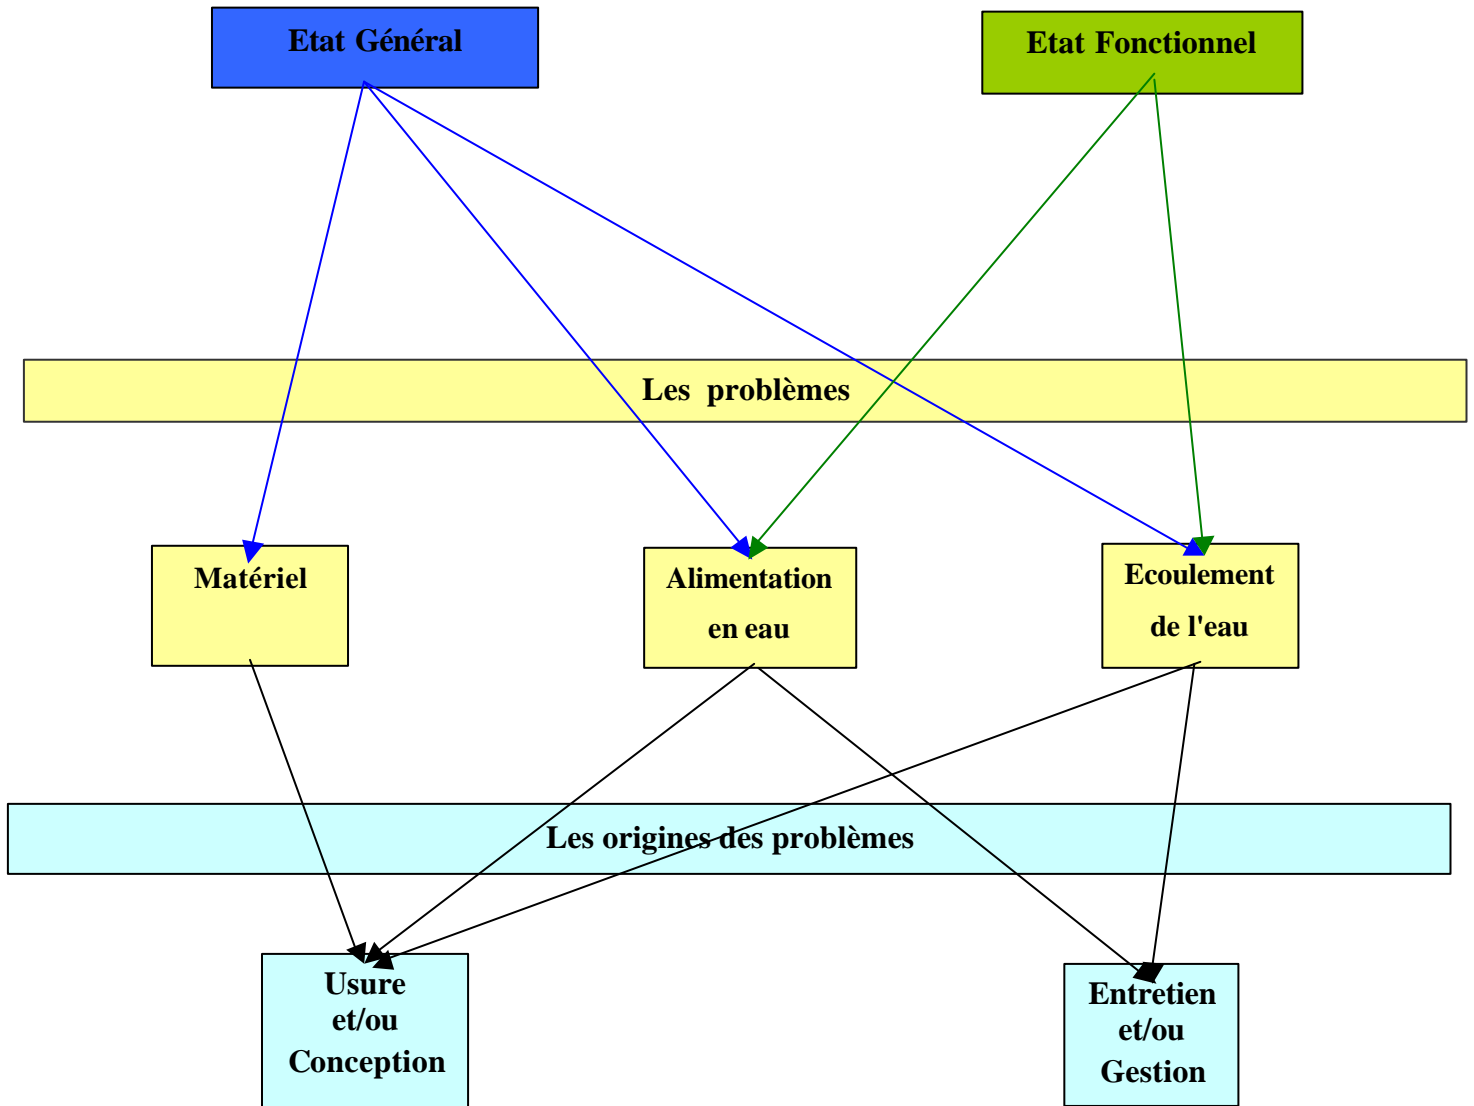 Etat Général
Etat Fonctionnel
Les problèmes
Matériel
Alimentation
en eau
Ecoulement
de l'eau
Les origines des problèmes
Usure
et/ou
Conception
Entretien
et/ou
Gestion